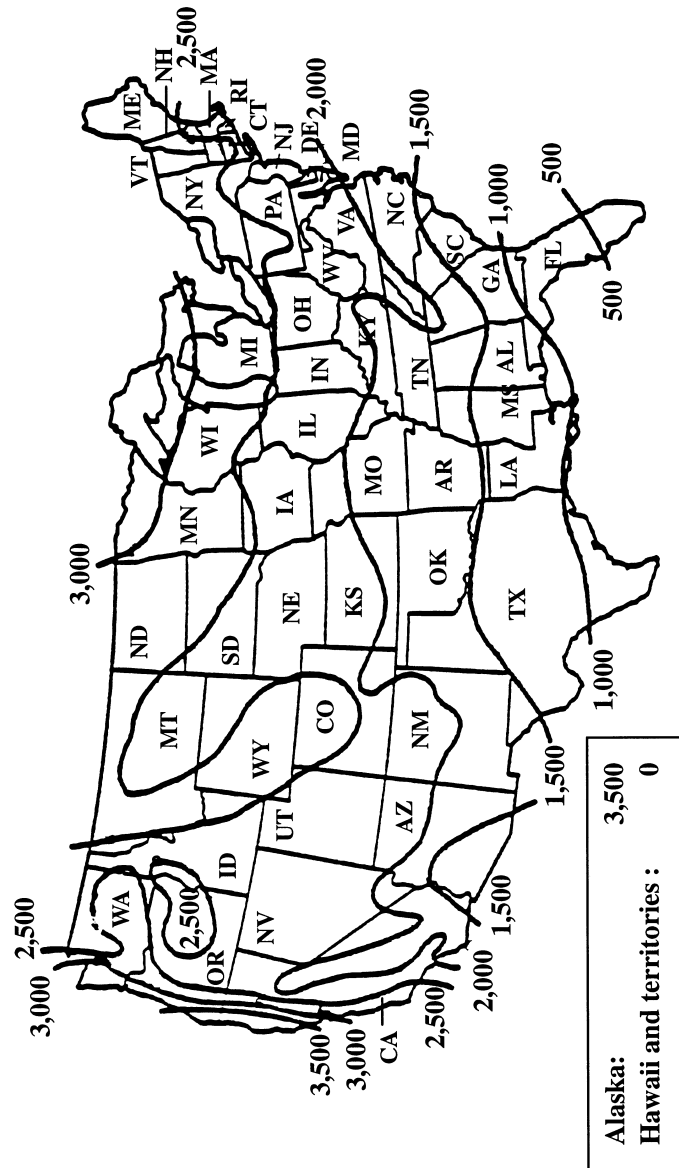 3,000
2,500
3,000
WA
2,500
OR
ID
MT
ND
MN
WI
MI
VT
ME
NH
2,500
MA
RI
CT
NY
PA
NJ
DE
2,000
MD
SD
WY
NE
IA
IL
IN
OH
WV
VA
NV
UT
CO
KS
MO
KY
NC
1,500
3,500
3,000
CA
2,500
2,000
AZ
NM
OK
AR
TN
SC
1,500
1,500
TX
LA
MS
AL
GA
1,000
FL
500
500
1,000
Alaska: 3,500
Hawaii and territories : 0